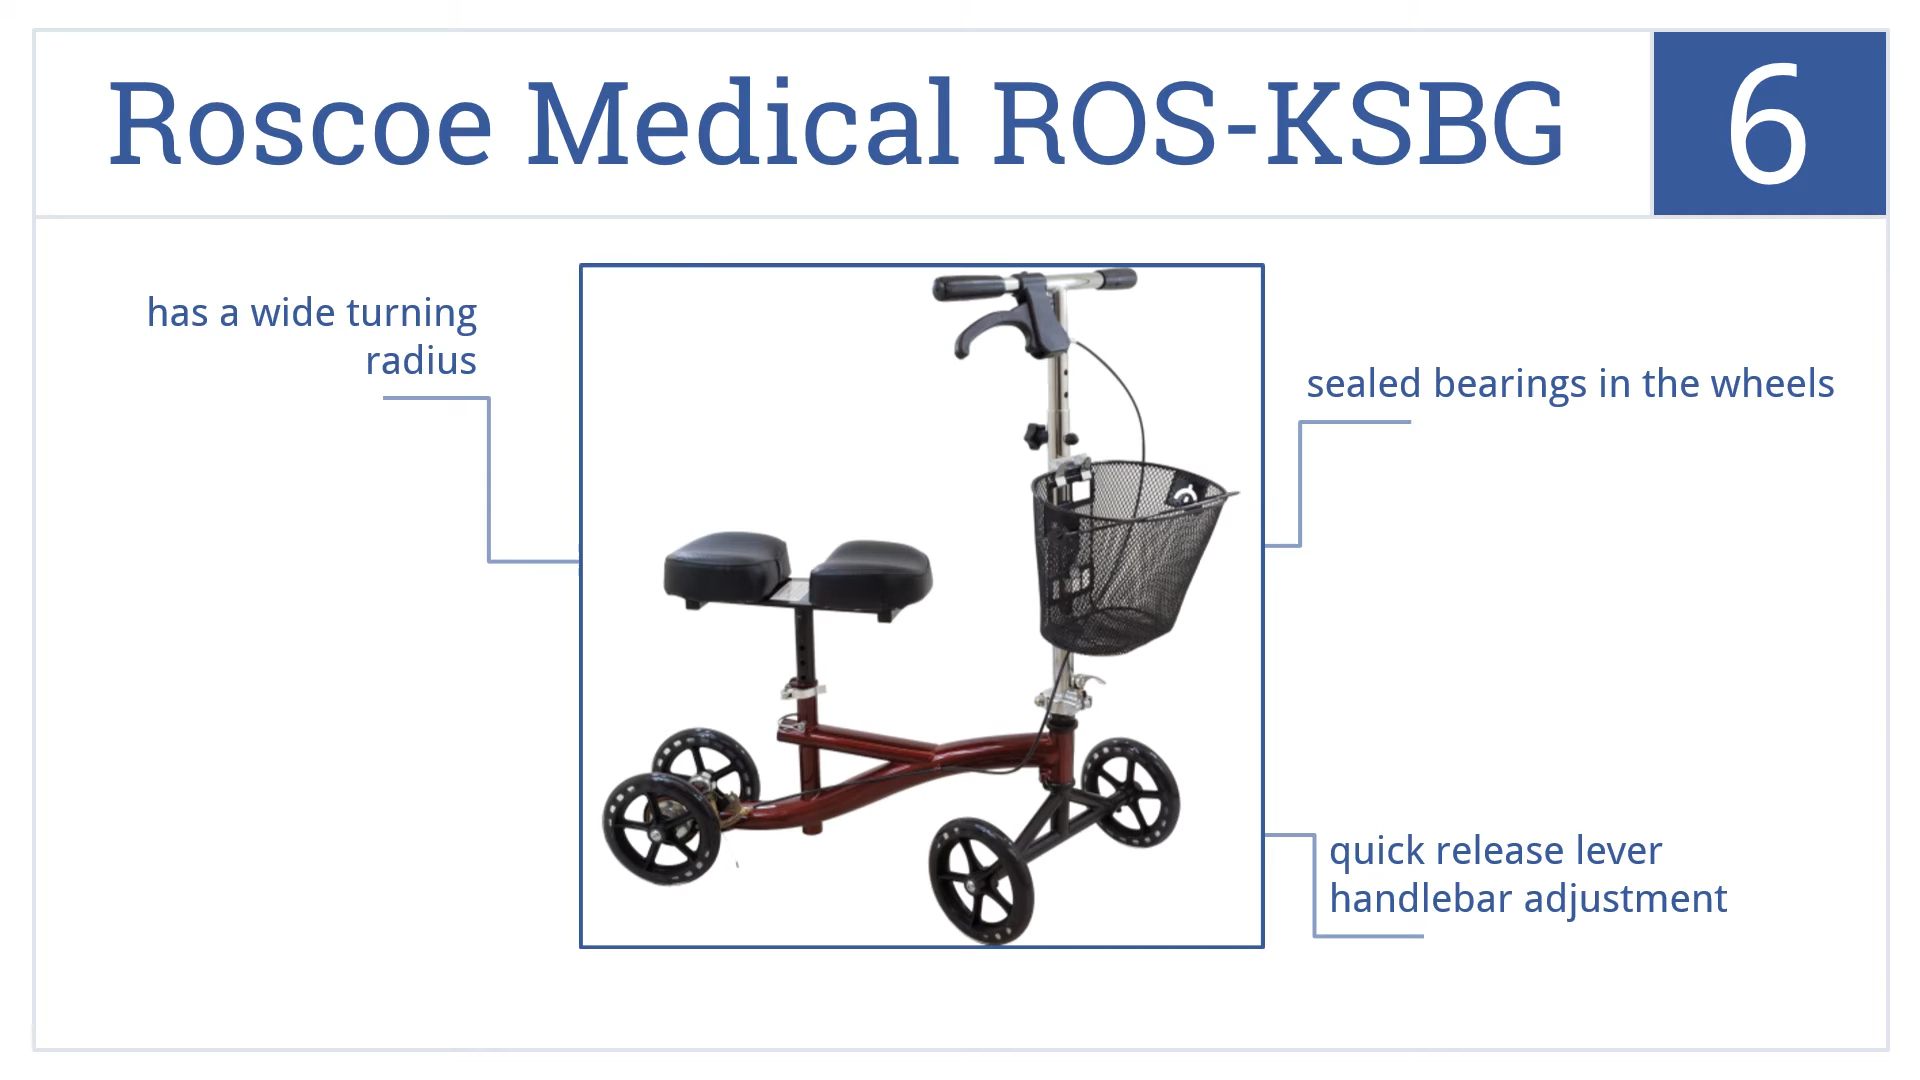 Roscoe Medical ROS-KSBG
6
has a wide turning
radius
sealed bearings in the wheels
quick release lever
handlebar adjustment